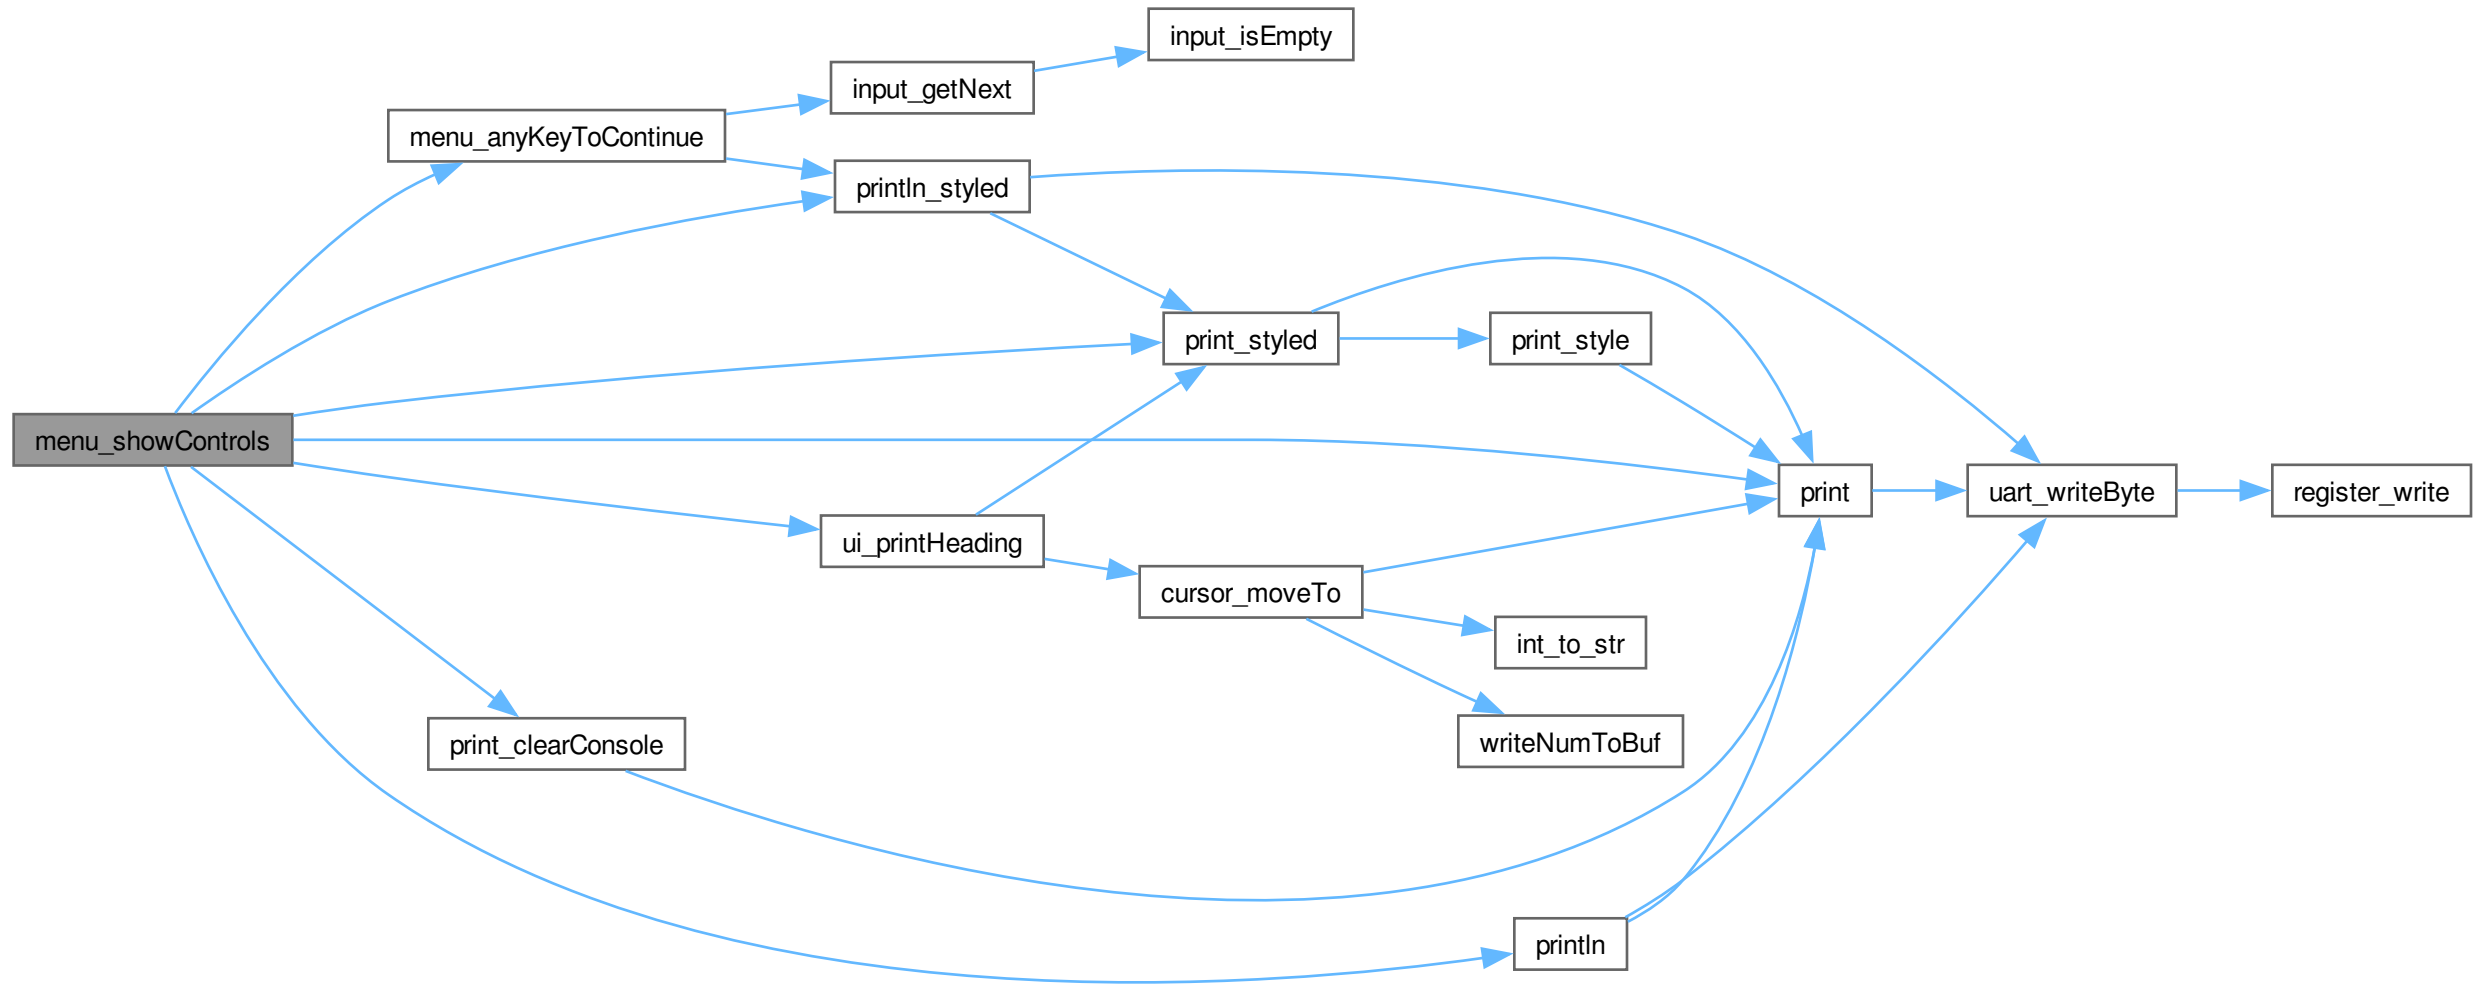 input_isEmpty
input_getNext
menu_anyKeyToContinue
println_styled
print_styled
print_style
menu_showControls
print
uart_writeByte
register_write
ui_printHeading
cursor_moveTo
int_to_str
writeNumToBuf
print_clearConsole
println